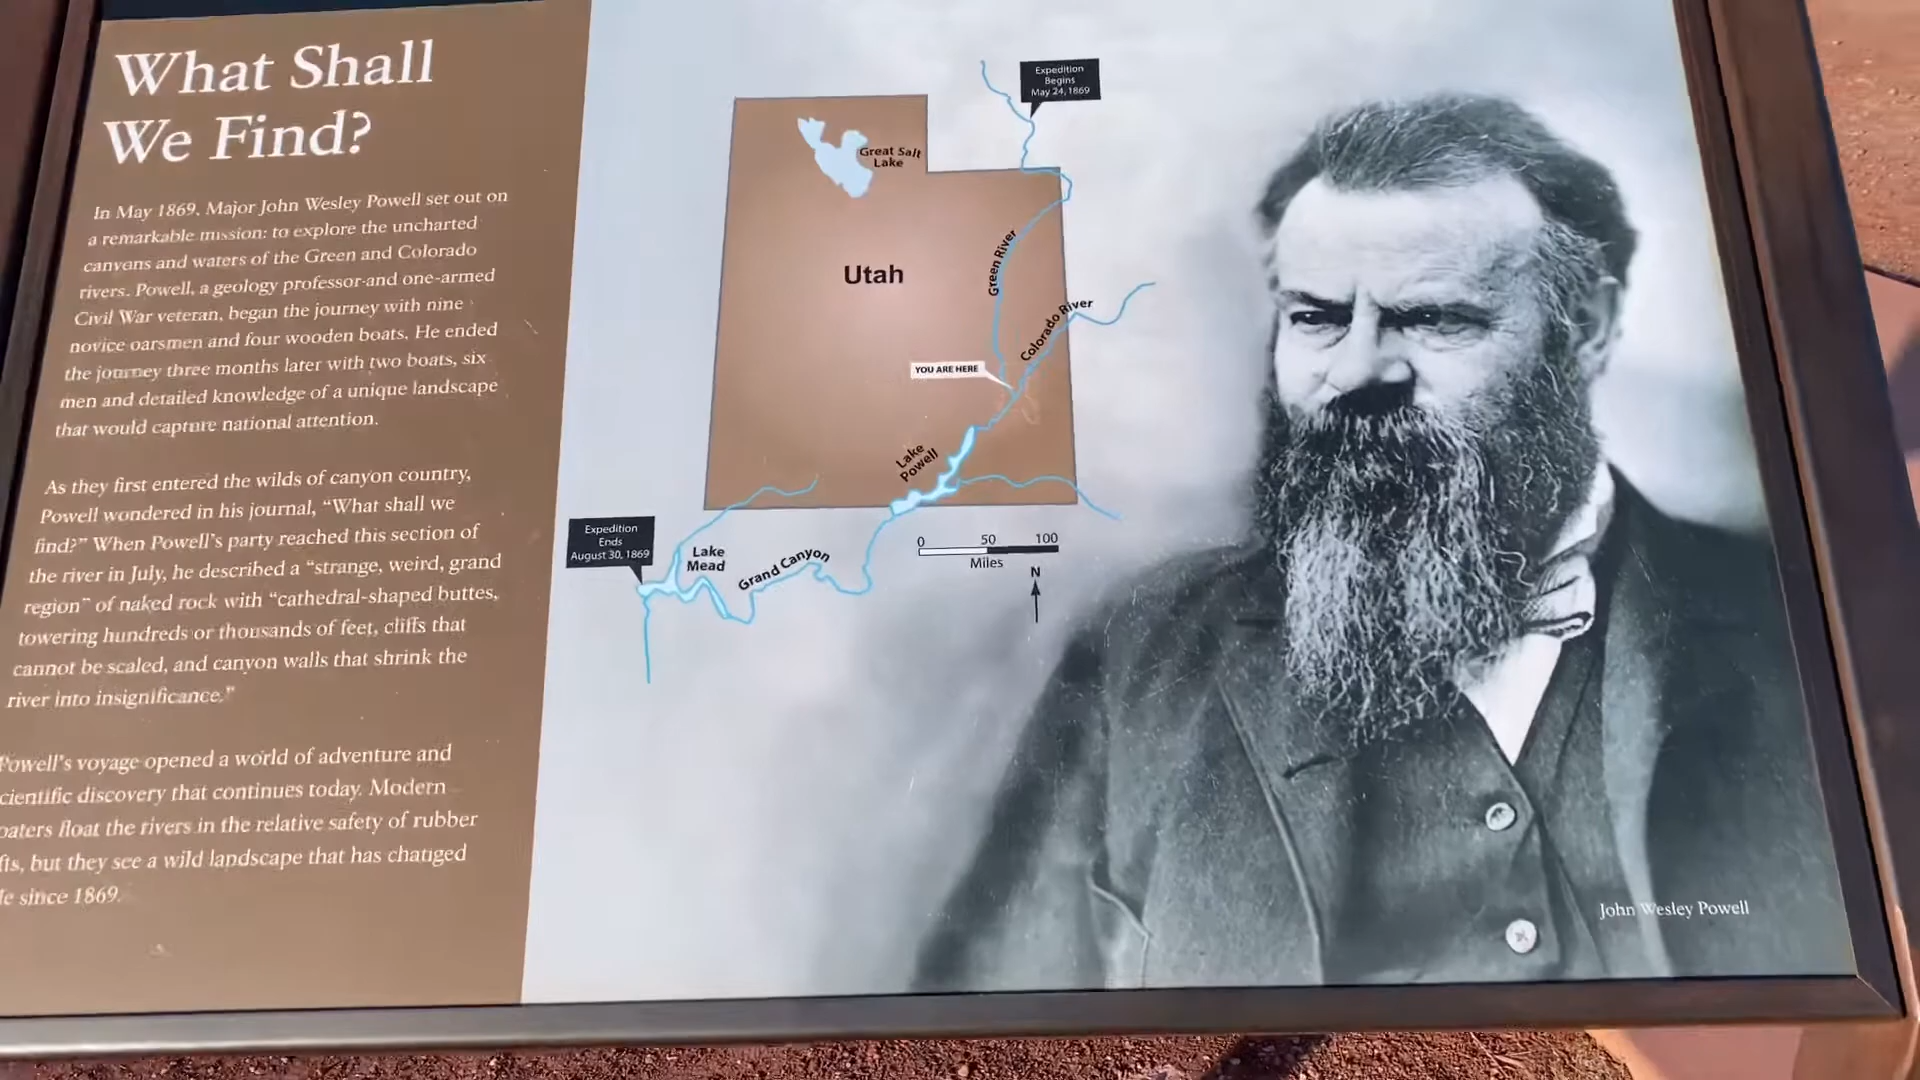 What Shall
We Find?
In May 1869, Major John Wesley Powell set out on
a remarkable mission: to explore the uncharted
canyons and waters of the Green and Colorado
rivers. Powell, a geology professor and one-armed
Civil War veteran, began the journey with nine
novice oarsmen and four wooden boats. He ended
the journey three months later with two boats, six
men and detailed knowledge of a unique landscape
that would capture national attention.
As they first entered the wilds of canyon country,
Powell wondered in his journal, “What shall we
find?” When Powell’s party reached this section of
the river in July, he described a “strange, weird, grand
region” of naked rock with “cathedral-shaped buttes,
towering hundreds or thousands of feet, cliffs that
cannot be scaled, and canyon walls that shrink the
river into insignificance.”
Powell’s voyage opened a world of adventure and
cientific discovery that continues today. Modern
oaters float the rivers in the relative safety of rubber
fts, but they see a wild landscape that has changed
le since 1869.
Expedition
Begins
May 24, 1869
Great Salt
Lake
Utah
Green River
Colorado River
YOU ARE HERE
Lake
Powell
Expedition
Ends
August 30, 1869
Lake
Mead
Grand Canyon
0 50 100
Miles
N
John Wesley Powell